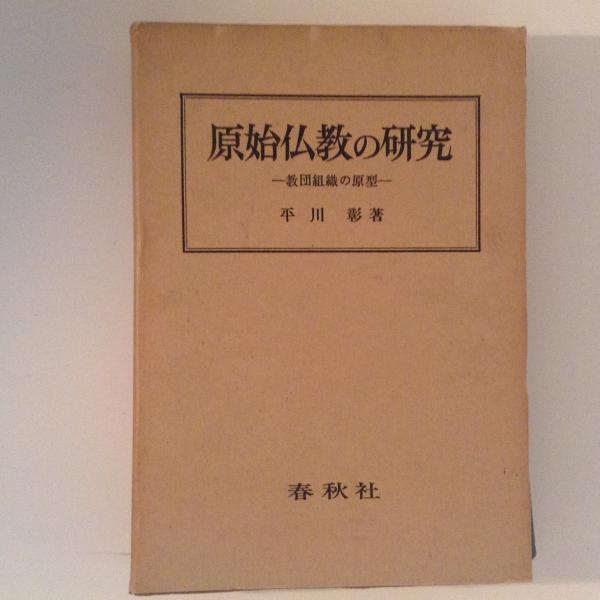 原始仏教の研究
―教団組織の原型―
平川 彰著
春秋社